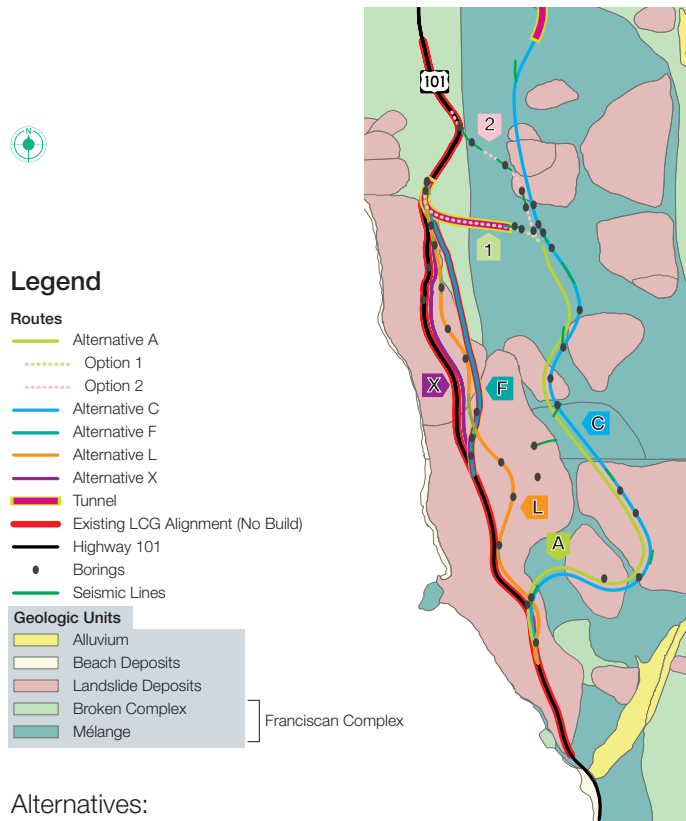 101
N
2
1
X
F
C
L
A
Legend
Routes
Alternative A
Option 1
Option 2
Alternative C
Alternative F
Alternative L
Alternative X
Tunnel
Existing LCG Alignment (No Build)
Highway 101
Borings
Seismic Lines
Geologic Units
Alluvium
Beach Deposits
Landslide Deposits
Broken Complex
Mélange
Franciscan Complex
Alternatives: